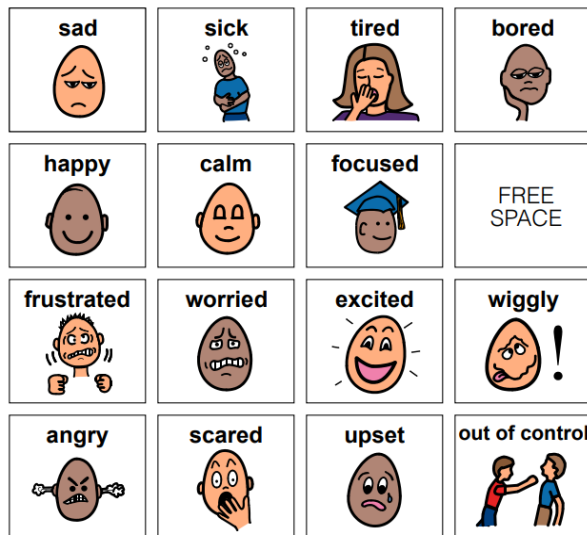 sad
sick
tired
bored
happy
calm
focused
FREE
SPACE
frustrated
worried
excited
wiggly
!
angry
scared
upset
out of control